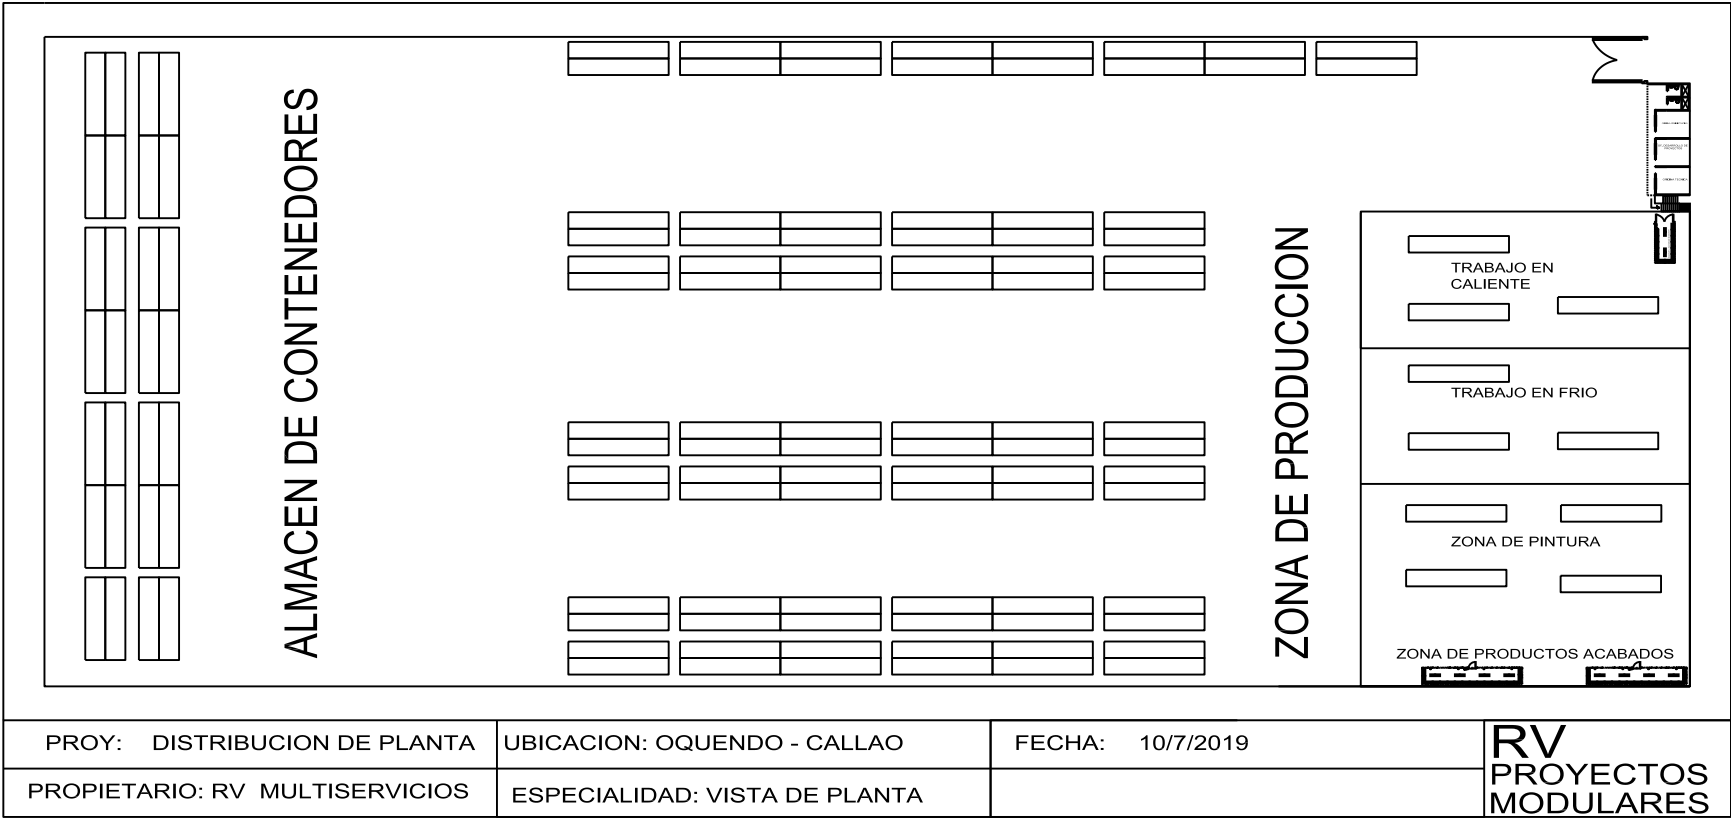 ALMACEN DE CONTENEDORES
ZONA DE PRODUCCION
TRABAJO EN
CALIENTE
TRABAJO EN FRIO
ZONA DE PINTURA
ZONA DE PRODUCTOS ACABADOS
PROY: DISTRIBUCION DE PLANTA
UBICACION: OQUENDO - CALLAO
FECHA: 10/7/2019
PROPIETARIO: RV MULTISERVICIOS
ESPECIALIDAD: VISTA DE PLANTA
RV
PROYECTOS
MODULARES